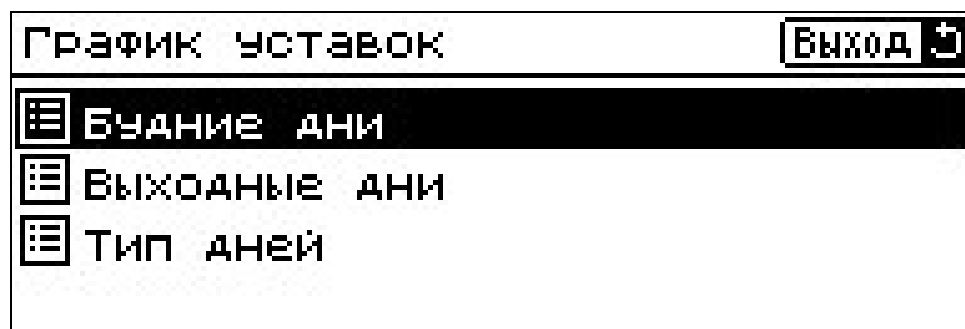 График уставок Выход
Будние дни
Выходные дни
Тип дней